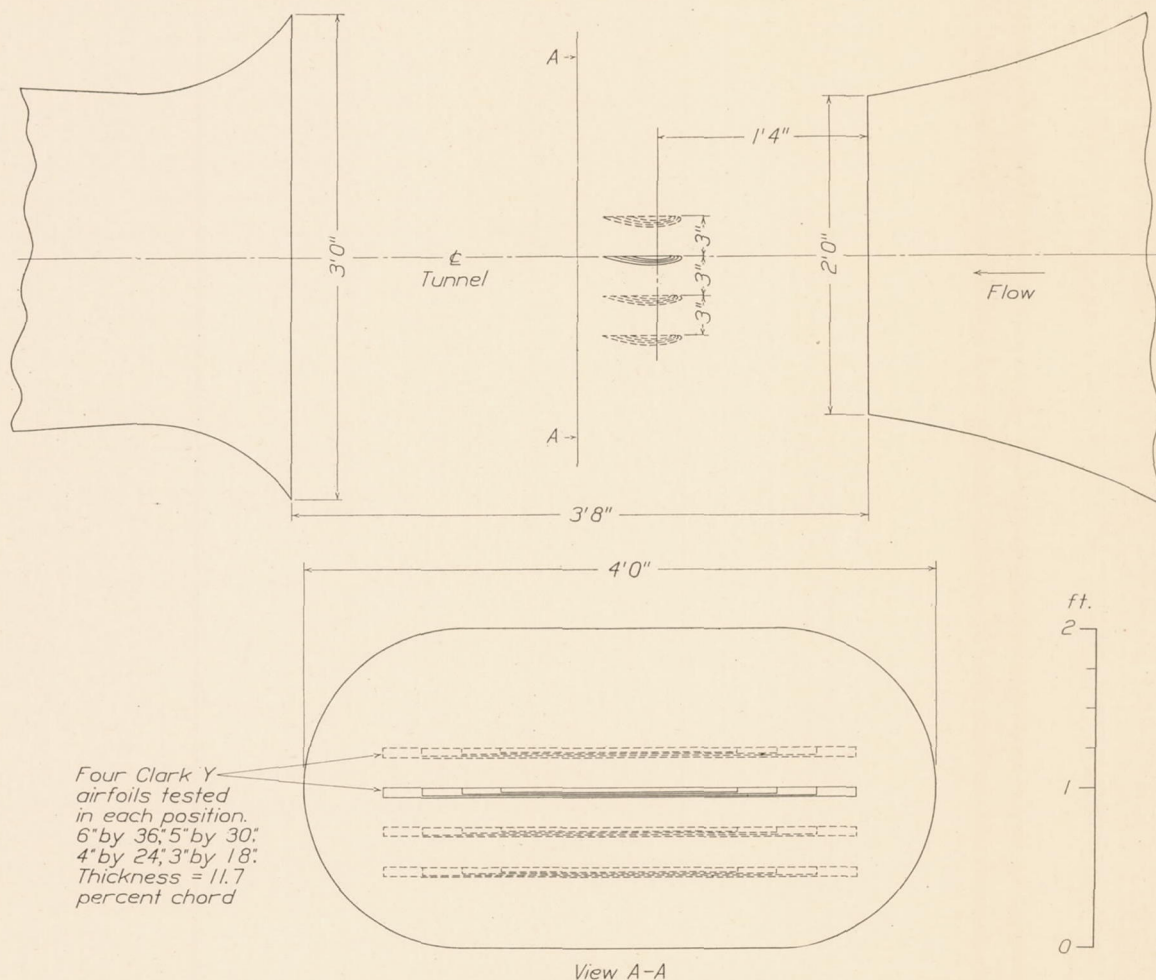 A
1'4"
3'0"
3"
3"
3"
2'0"
℄
Tunnel
Flow
A
3'8"
4'0"
ft.
2
1
0
Four Clark Y
airfoils tested
in each position.
6"by 36",5"by 30",
4"by 24",3"by 18".
Thickness = 11.7
percent chord
View A-A